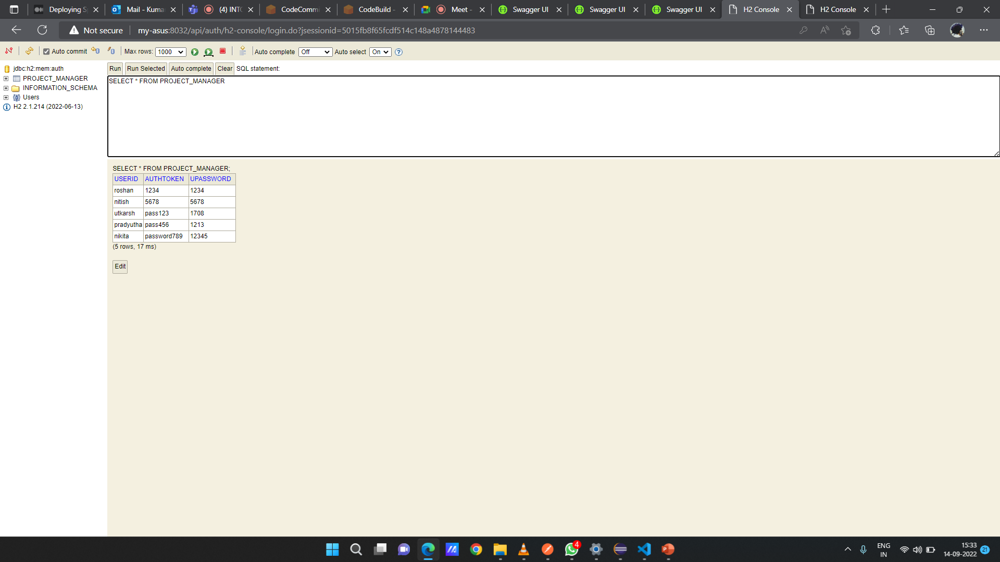 Deploying S
Mail - Kuma
(4) INTC
CodeCommi
CodeBuild -
Meet -
Swagger UI
Swagger UI
Swagger UI
H2 Console
H2 Console
Not secure
my-asus:8032/api/auth/h2-console/login.do?jsessionid=5015fb8f65fcdf514c148a4878144483
Auto commit
Max rows: 1000
Auto complete Off
Auto select On
jdbc:h2:mem:auth
PROJECT_MANAGER
INFORMATION_SCHEMA
Users
H2 2.1.214 (2022-06-13)
Run Run Selected Auto complete Clear SQL statement:
SELECT * FROM PROJECT_MANAGER
SELECT * FROM PROJECT_MANAGER;
USERID AUTHTOKEN UPASSWORD
roshan 1234 1234
nitish 5678 5678
utkarsh pass123 1708
pradyutha pass456 1213
nikita password789 12345
(5 rows, 17 ms)
Edit
4
ENG
IN
15:33
14-09-2022
21